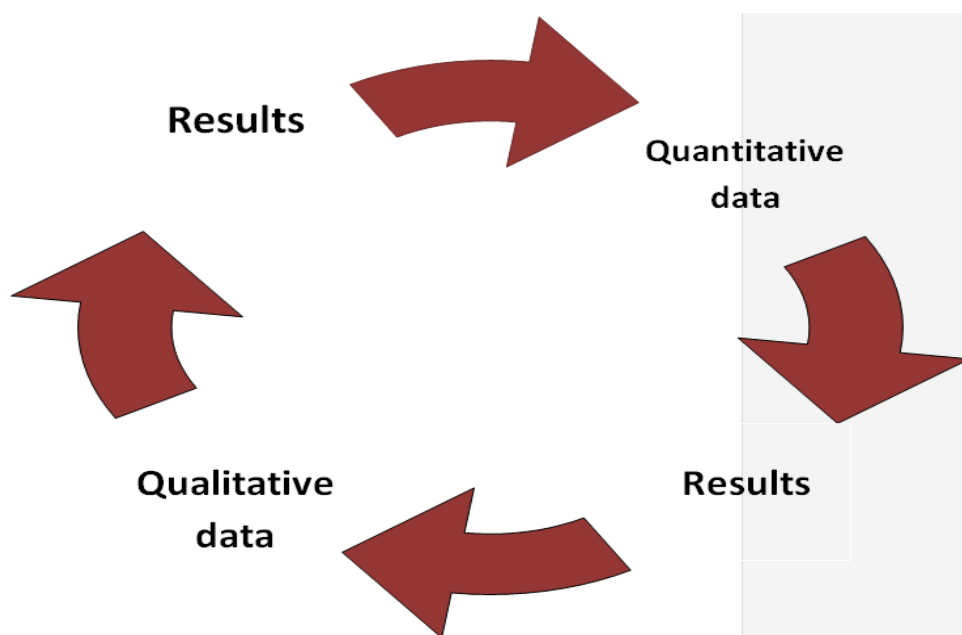 Results
Quantitative
data
Results
Qualitative
data